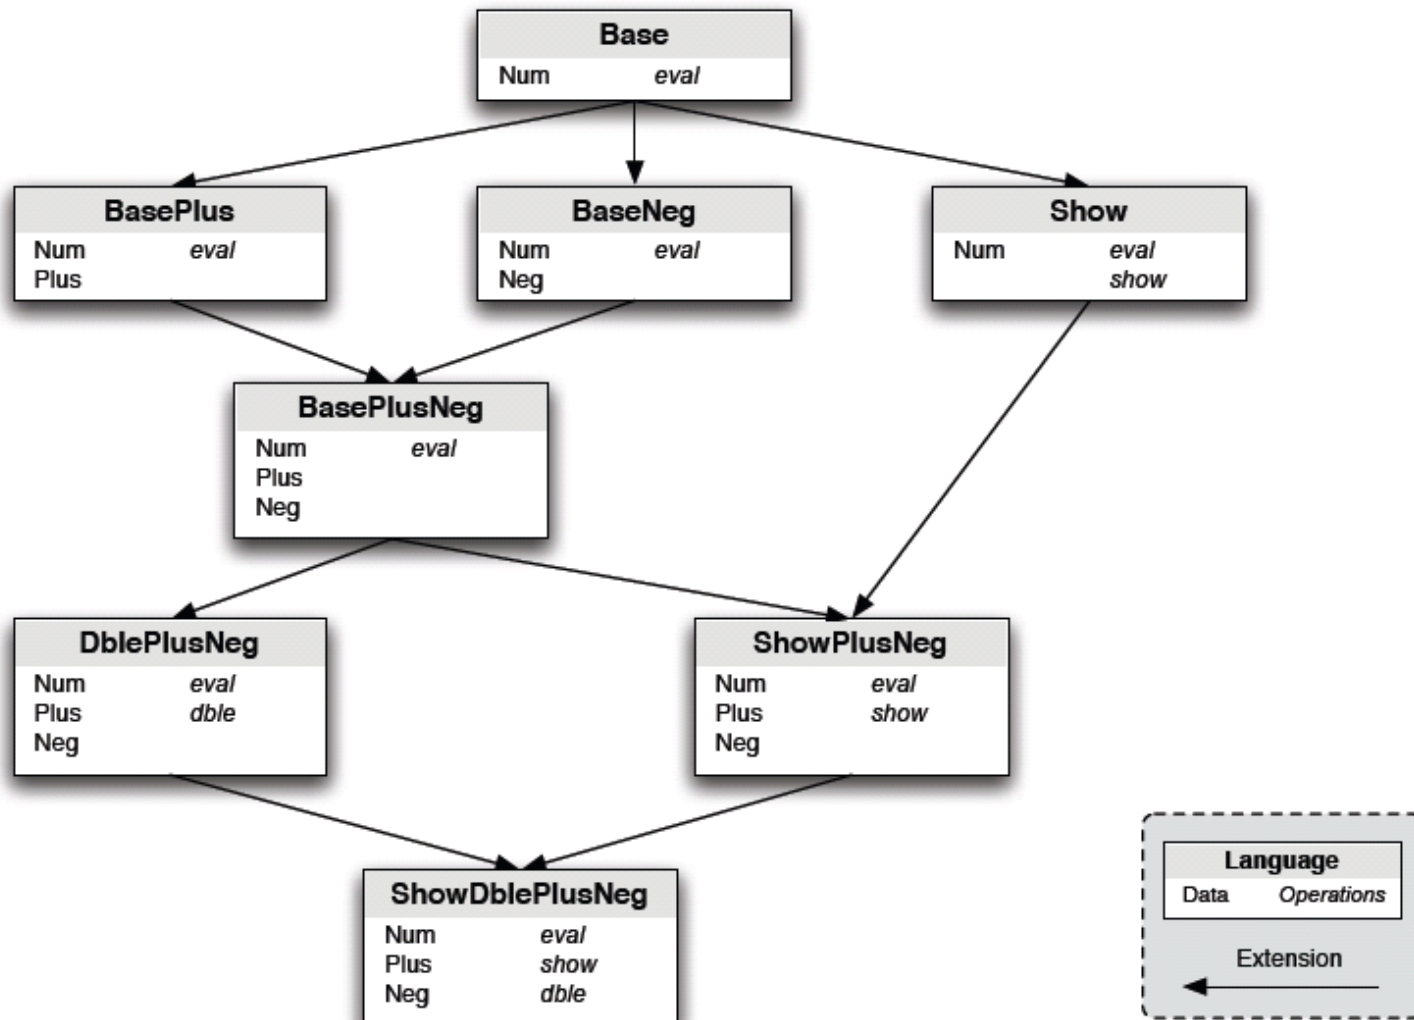 Base
Num eval
BasePlus
Num eval
Plus
BaseNeg
Num eval
Neg
Show
Num eval
show
BasePlusNeg
Num eval
Plus
Neg
DblePlusNeg
Num eval
Plus dble
Neg
ShowPlusNeg
Num eval
Plus show
Neg
ShowDblePlusNeg
Num eval
Plus show
Neg dble
Language
Data Operations
Extension